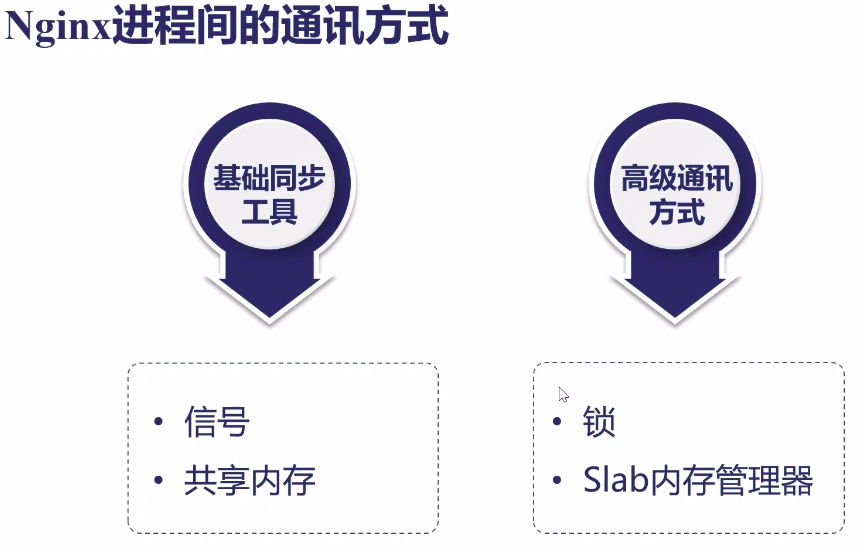 Nginx进程间的通讯方式
基础同步
工具
高级通讯
方式
• 信号
• 共享内存
• 锁
• Slab内存管理器